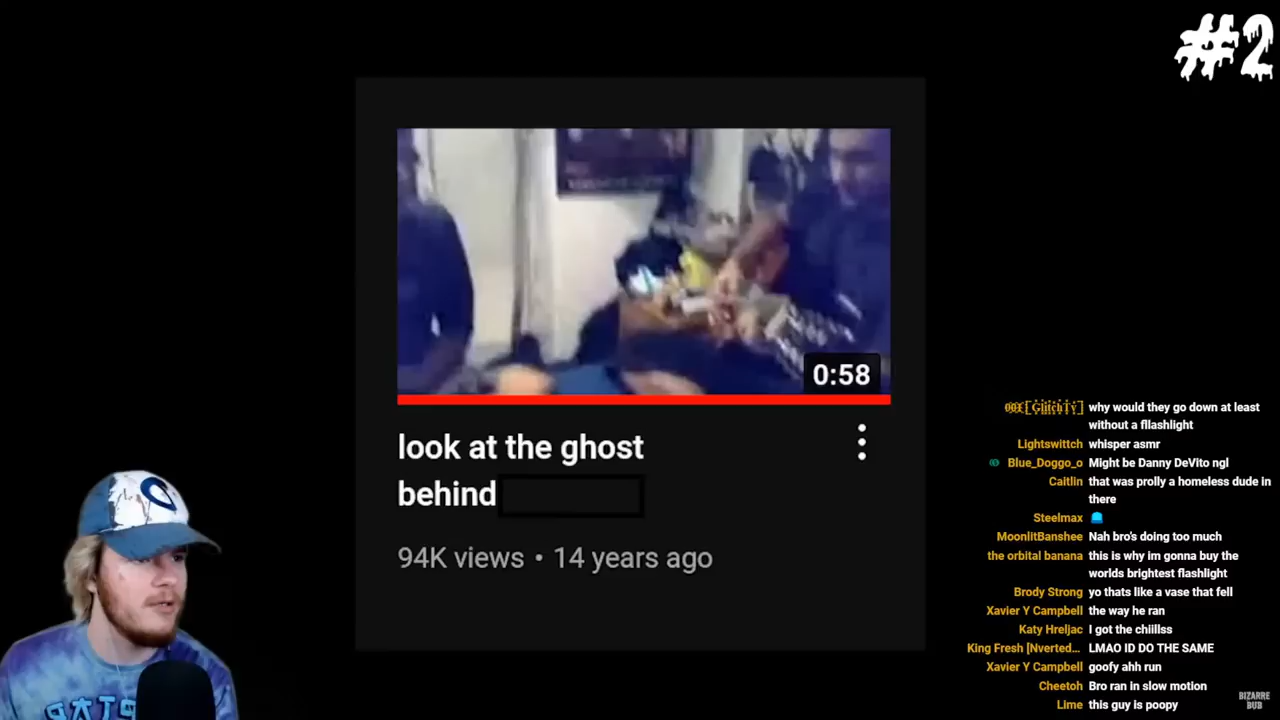 #2
0:58
look at the ghost
behind
94K views • 14 years ago
why would they go down at least
without a fllashlight
Lightswittch whisper asmr
Blue_Doggo_o Might be Danny DeVito ngl
Caitlin that was prolly a homeless dude in
there
Steelmax
MoonlitBanshee Nah bro's doing too much
the orbital banana this is why im gonna buy the
worlds brightest flashlight
Brody Strong yo thats like a vase that fell
Xavier Y Campbell the way he ran
Katy Hreljac I got the chiillss
King Fresh [Nverted... LMAO ID DO THE SAME
Xavier Y Campbell goofy ahh run
Cheetoh Bro ran in slow motion
Lime this guy is poopy
BIZARRE
BUB